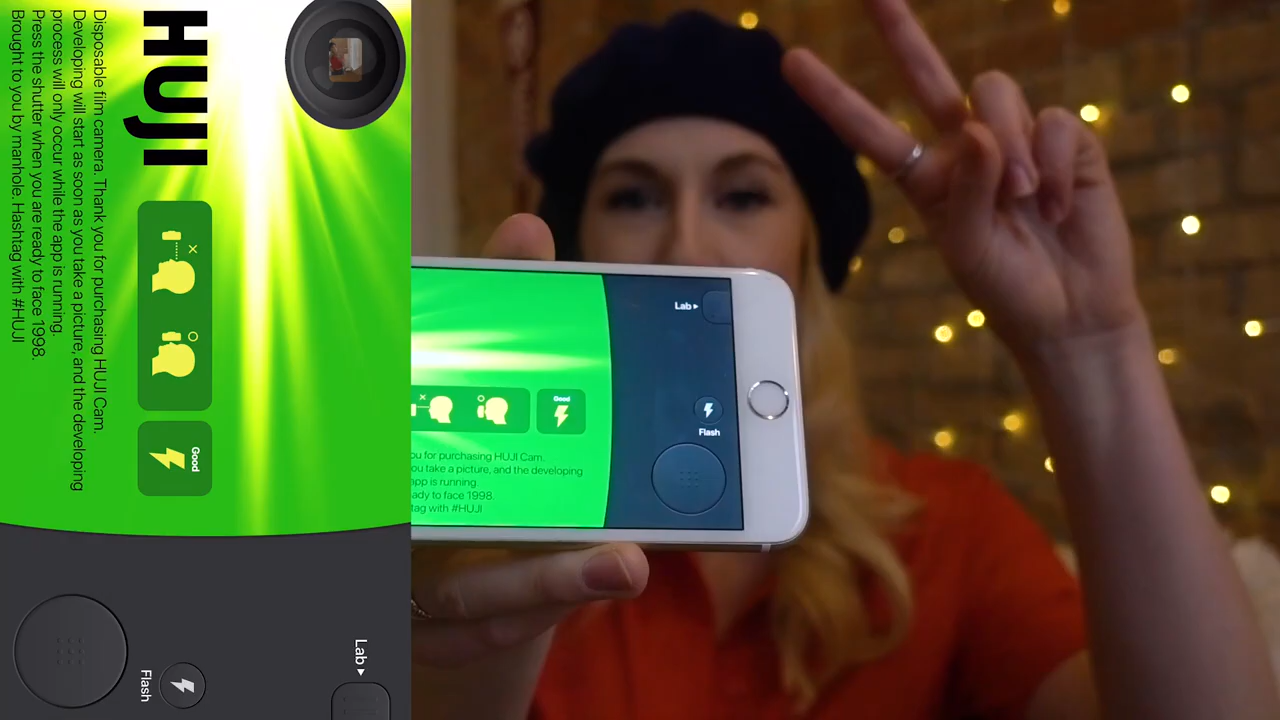 HUJI
Disposable film camera. Thank you for purchasing HUJI Cam.
Developing will start as soon as you take a picture, and the developing
process will only occur while the app is running.
Press the shutter when you are ready to face 1998.
Brought to you by manhole. Hashtag with #HUJI
Good
Flash
Lab
Lab
Good
Flash
ou for purchasing HUJI Cam.
ou take a picture, and the developing
app is running
ady to face 1998.
tag with #HUJI